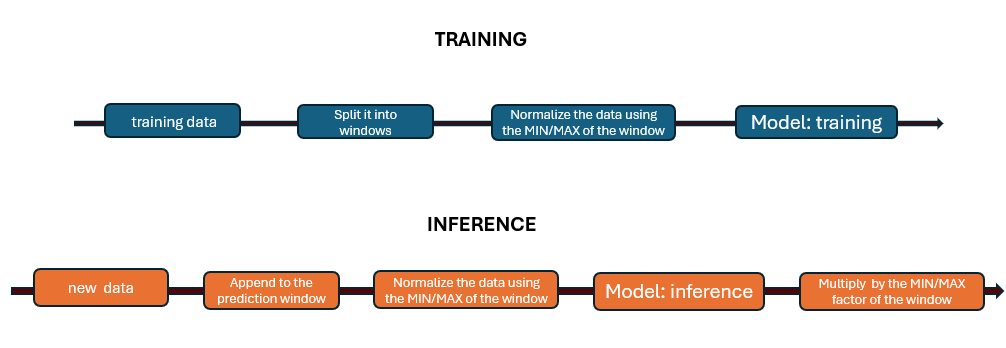 TRAINING
training data
Split it into
windows
Normalize the data using
the MIN/MAX of the window
Model: training
INFERENCE
new data
Append to the
prediction window
Normalize the data using
the MIN/MAX of the window
Model: inference
Multiply by the MIN/MAX
factor of the window